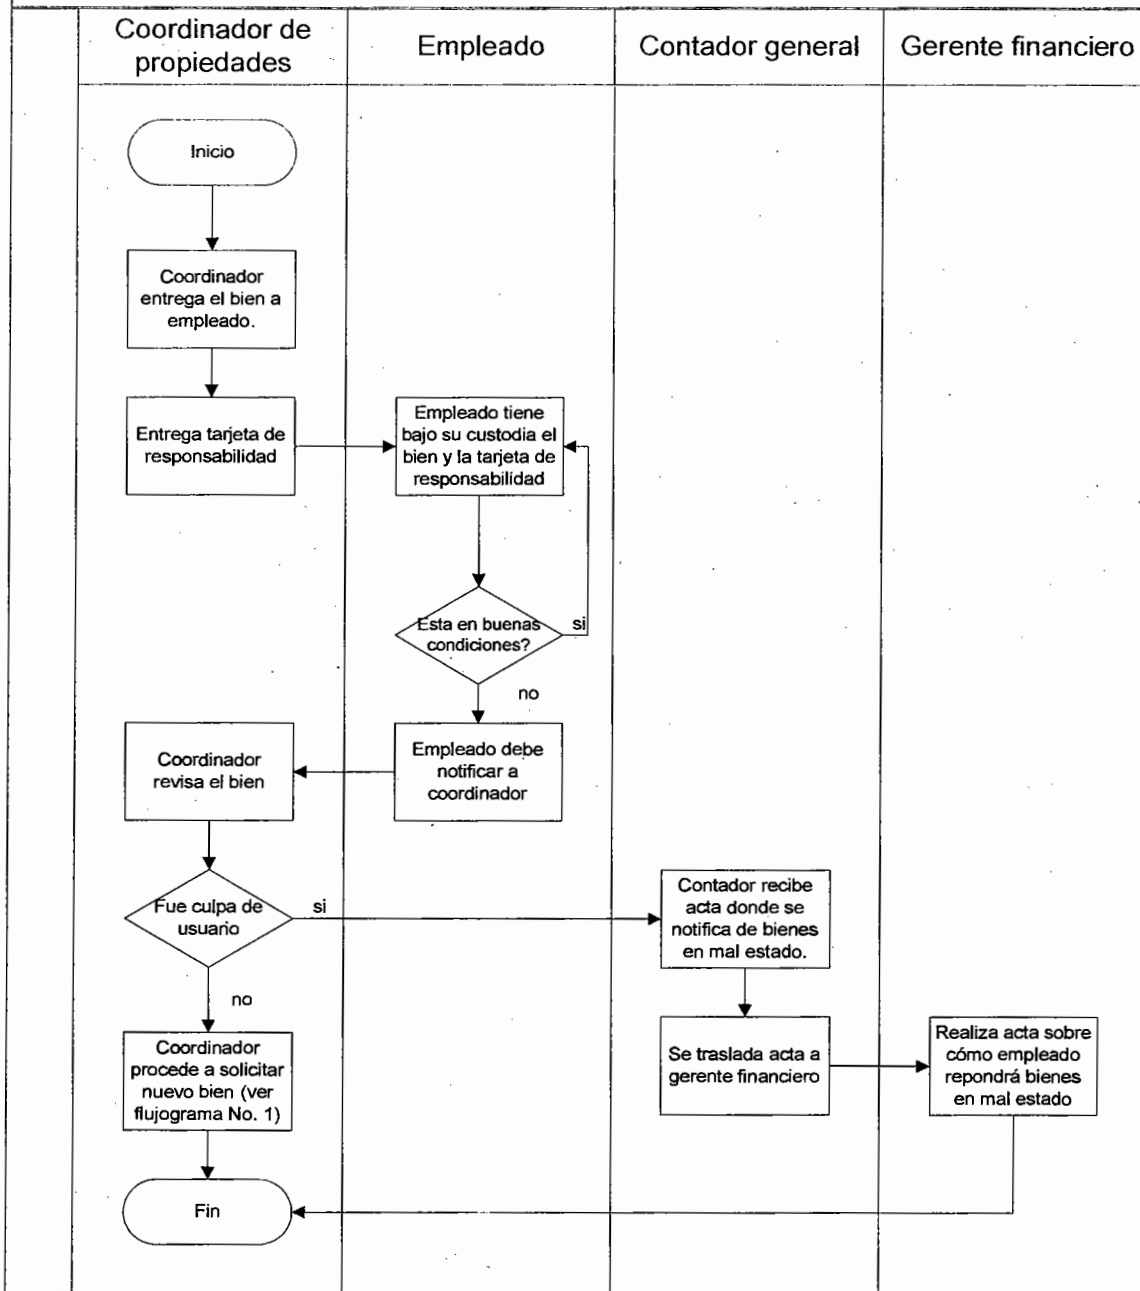 Coordinador de
propiedades
Empleado
Contador general
Gerente financiero
Inicio
Coordinador
entrega el bien a
empleado.
Entrega tarjeta de
responsabilidad
Empleado tiene
bajo su custodia el
bien y la tarjeta de
responsabilidad
Esta en buenas
condiciones?
si
no
Empleado debe
notificar a
coordinador
Coordinador
revisa el bien
Fue culpa de
usuario
si
no
Contador recibe
acta donde se
notifica de bienes
en mal estado.
Se traslada acta a
gerente financiero
Realiza acta sobre
cómo empleado
repondrá bienes
en mal estado
Coordinador
procede a solicitar
nuevo bien (ver
flujograma No. 1)
Fin